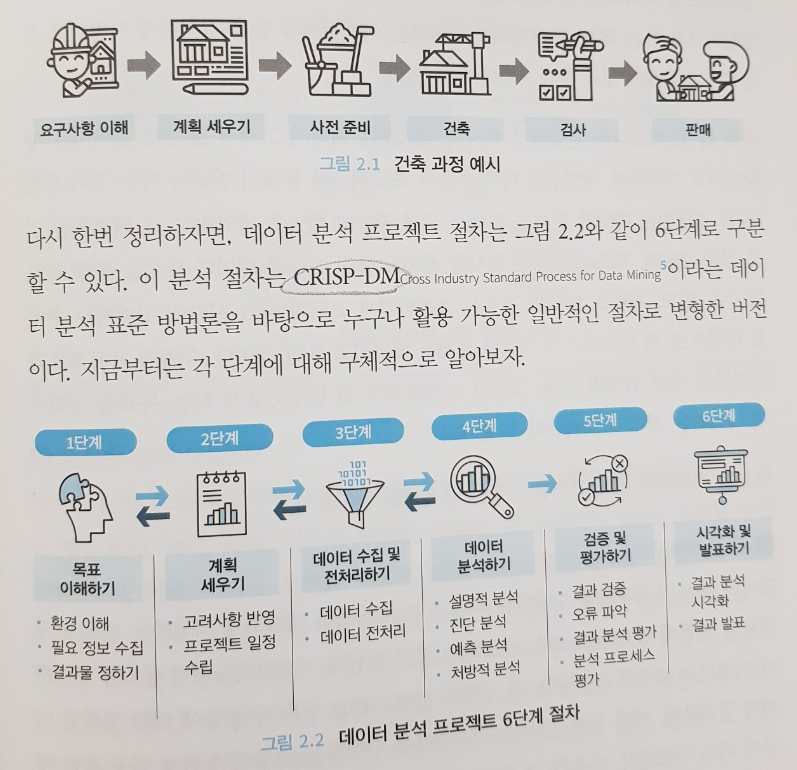 요구사항 이해
계획 세우기
사전 준비
건축
검사
판매
그림 2.1 건축 과정 예시
다시 한번 정리하자면, 데이터 분석 프로젝트 절차는 그림 2.2와 같이 6단계로 구분
할 수 있다. 이 분석 절차는 CRISP-DM Cross Industry Standard Process for Data Mining5이라는 데이
터 분석 표준 방법론을 바탕으로 누구나 활용 가능한 일반적인 절차로 변형한 버전
이다. 지금부터는 각 단계에 대해 구체적으로 알아보자.
1단계
목표
이해하기
• 환경 이해
• 필요 정보 수집
• 결과물 정하기
2단계
계획
세우기
• 고려사항 반영
• 프로젝트 일정
수립
3단계
101
10101
10101
데이터 수집 및
전처리하기
• 데이터 수집
• 데이터 전처리
4단계
데이터
분석하기
• 설명적 분석
• 진단 분석
• 예측 분석
• 처방적 분석
5단계
검증 및
평가하기
• 결과 검증
• 오류 파악
• 결과 분석 평가
• 분석 프로세스
평가
6단계
시각화 및
발표하기
• 결과 분석
시각화
• 결과 발표
그림 2.2 데이터 분석 프로젝트 6단계 절차